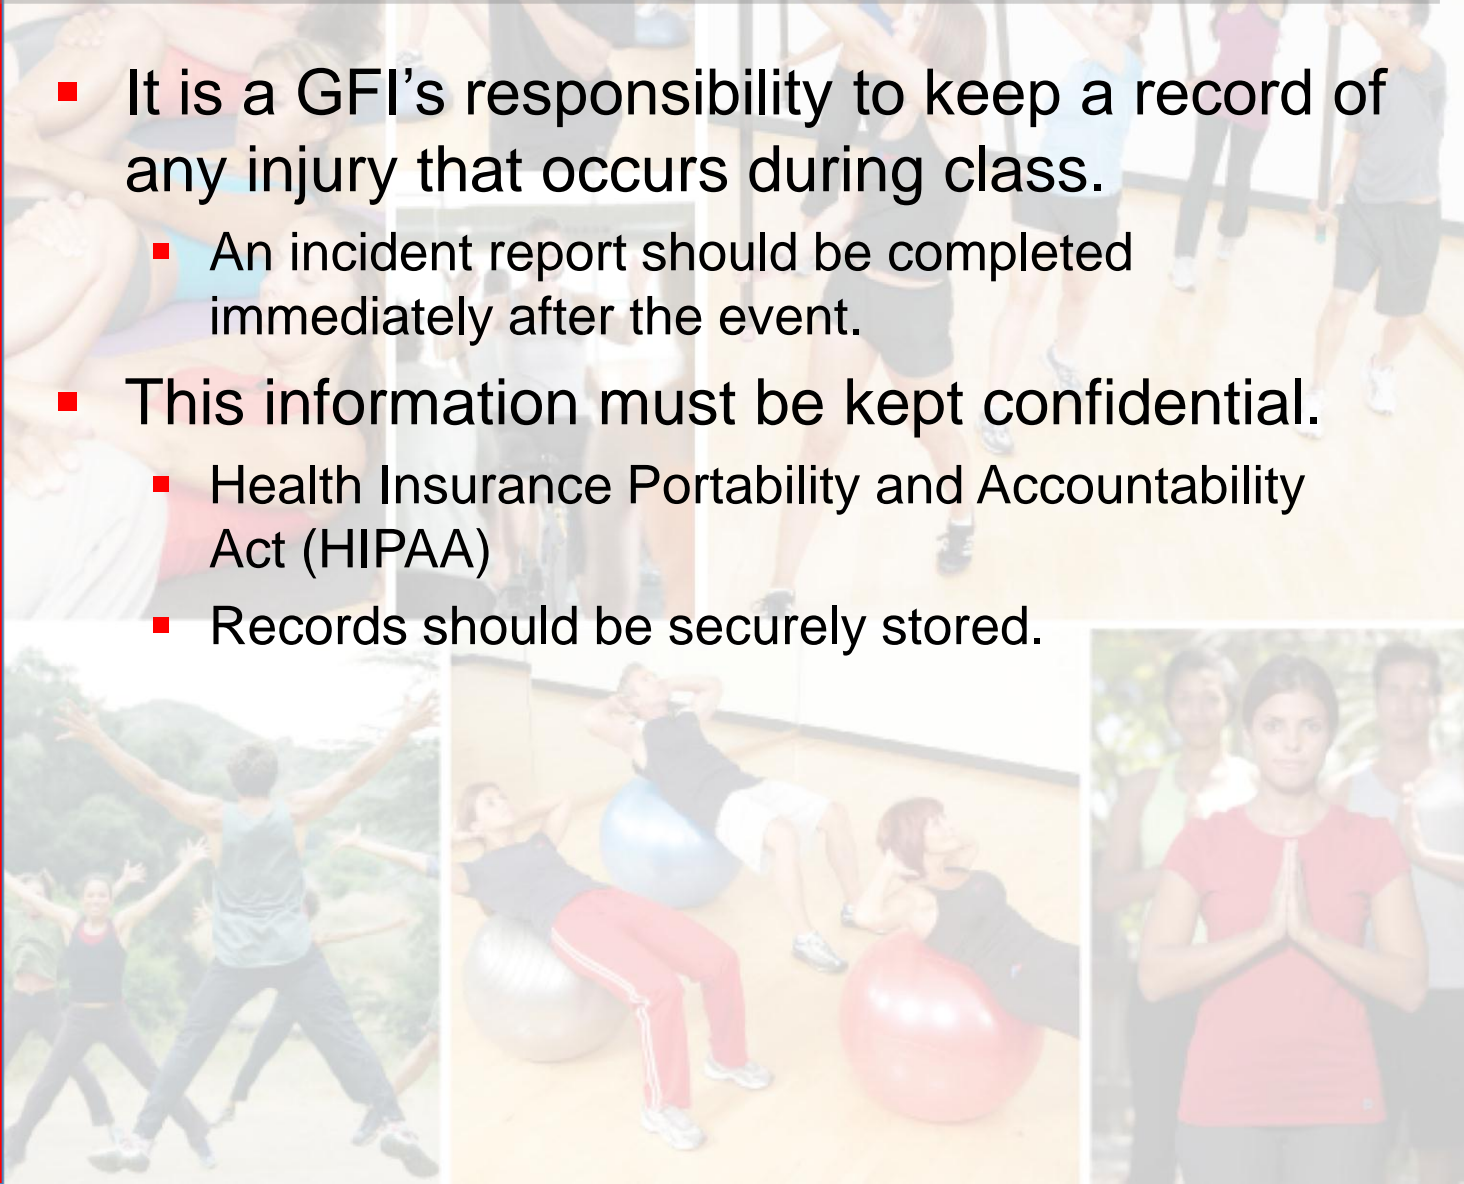 ▪ It is a GFI’s responsibility to keep a record of
any injury that occurs during class.
▪ An incident report should be completed
immediately after the event.
▪ This information must be kept confidential.
▪ Health Insurance Portability and Accountability
Act (HIPAA)
▪ Records should be securely stored.